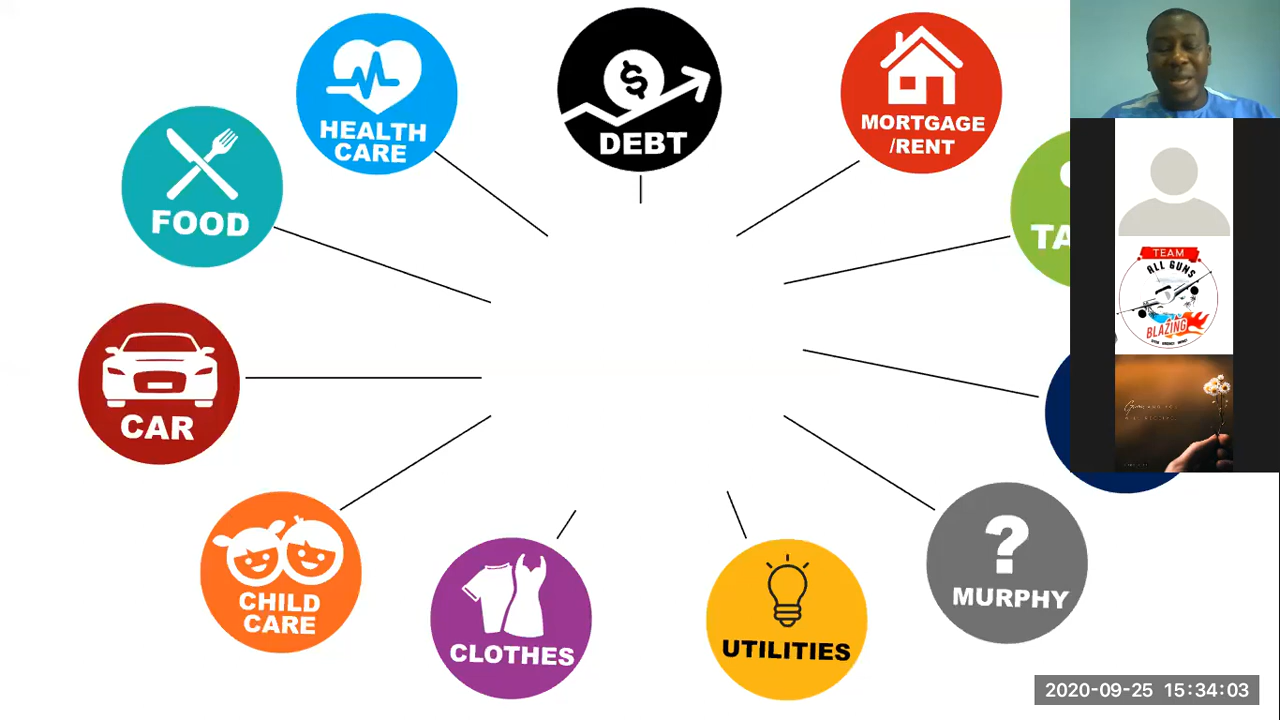 HEALTH
CARE
DEBT
MORTGAGE
/RENT
FOOD
TA
CAR
CHILD
CARE
CLOTHES
UTILITIES
?
MURPHY
TEAM
ALL GUNS
BLAZING
2020-09-25 15:34:03